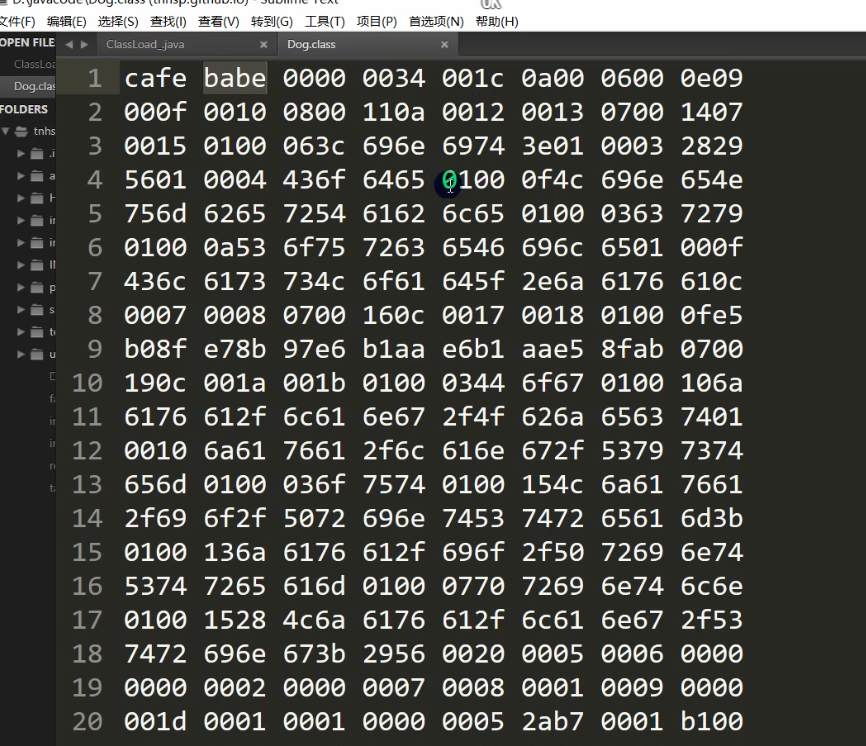 D:\javacode\Dog.class (tnhsp.github.io) - Sublime Text
文件(F) 编辑(E) 选择(S) 查找(I) 查看(V) 转到(G) 工具(T) 项目(P) 首选项(N) 帮助(H)
OPEN FILE
ClassLoa
Dog.clas
FOLDERS
tnhs
ClassLoad_.java × Dog.class ×
1 cafe babe 0000 0034 001c 0a00 0600 0e09
2 000f 0010 0800 110a 0012 0013 0700 1407
3 0015 0100 063c 696e 6974 3e01 0003 2829
4 5601 0004 436f 6465 0100 0f4c 696e 654e
5 756d 6265 7254 6162 6c65 0100 0363 7279
6 0100 0a53 6f75 7263 6546 696c 6501 000f
7 436c 6173 734c 6f61 645f 2e6a 6176 610c
8 0007 0008 0700 160c 0017 0018 0100 0fe5
9 b08f e78b 97e6 b1aa e6b1 aae5 8fab 0700
10 190c 001a 001b 0100 0344 6f67 0100 106a
11 6176 612f 6c61 6e67 2f4f 626a 6563 7401
12 0010 6a61 7661 2f6c 616e 672f 5379 7374
13 656d 0100 036f 7574 0100 154c 6a61 7661
14 2f69 6f2f 5072 696e 7453 7472 6561 6d3b
15 0100 136a 6176 612f 696f 2f50 7269 6e74
16 5374 7265 616d 0100 0770 7269 6e74 6c6e
17 0100 1528 4c6a 6176 612f 6c61 6e67 2f53
18 7472 696e 673b 2956 0020 0005 0006 0000
19 0000 0002 0000 0007 0008 0001 0009 0000
20 001d 0001 0001 0000 0005 2ab7 0001 b100